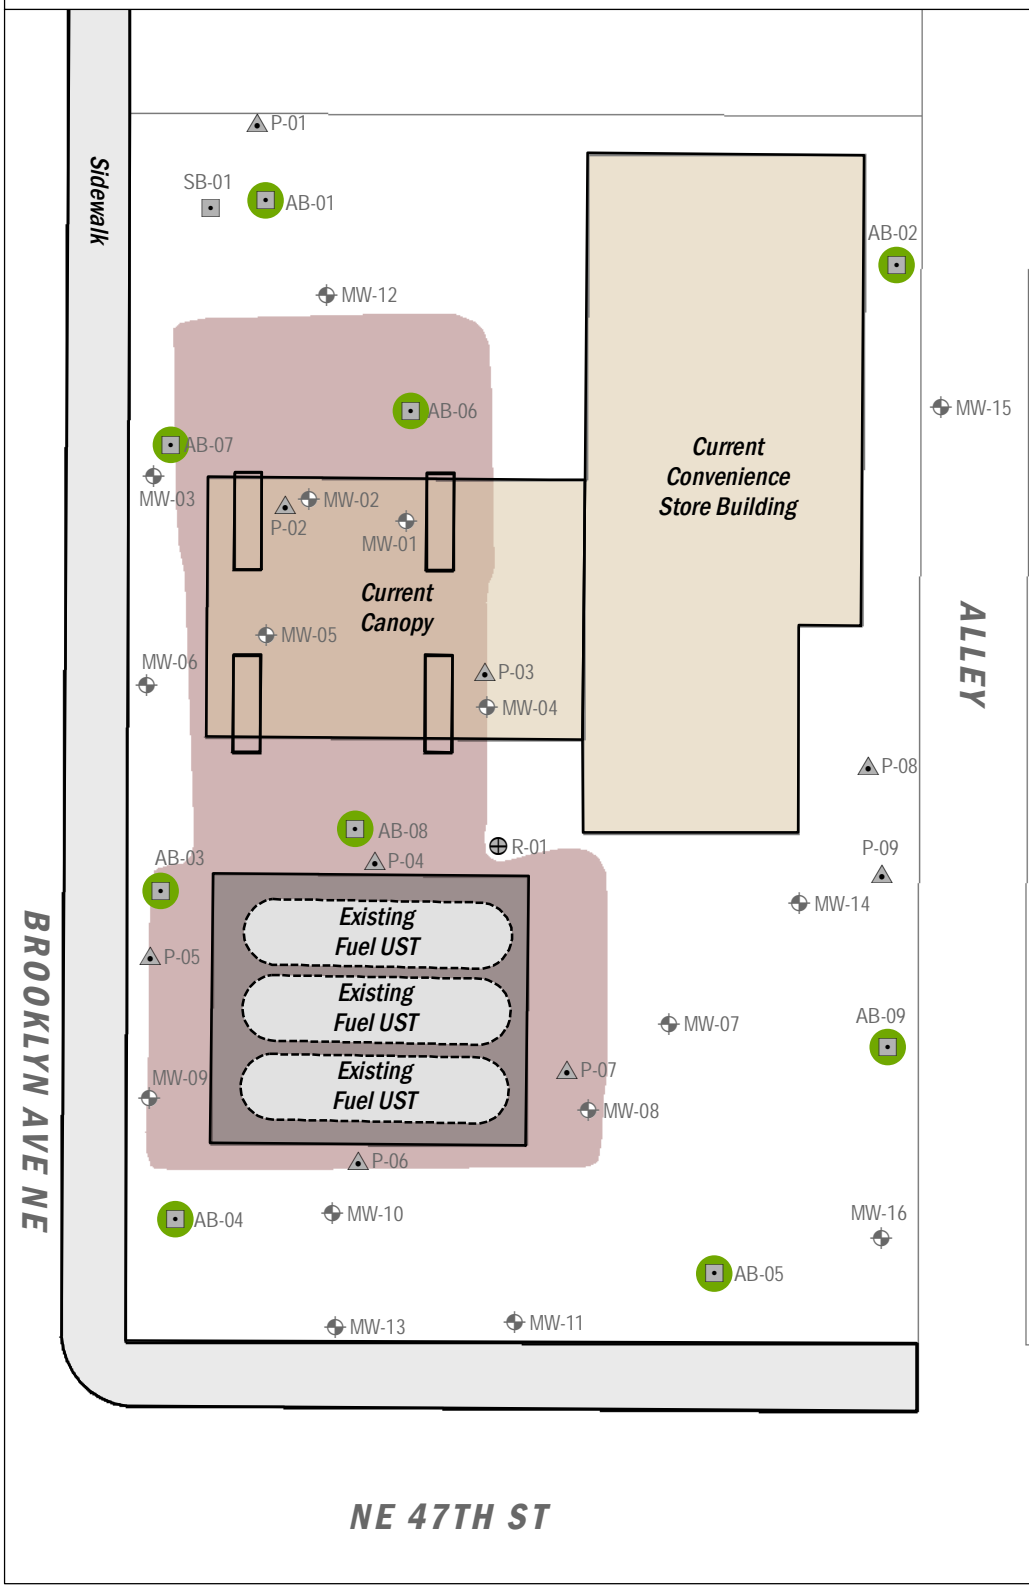 P-01
Sidewalk
SB-01
AB-01
AB-02
MW-12
AB-06
MW-15
AB-07
Current
Convenience
Store Building
MW-03
MW-02
P-02
MW-01
Current
Canopy
ALLEY
MW-05
MW-06
P-03
MW-04
P-08
AB-08
R-01
AB-03
P-04
P-09
BROOKLYN AVE NE
Existing
Fuel UST
MW-14
P-05
Existing
Fuel UST
MW-07
AB-09
Existing
Fuel UST
MW-09
P-07
MW-08
P-06
AB-04
MW-10
MW-16
AB-05
MW-13
MW-11
NE 47TH ST